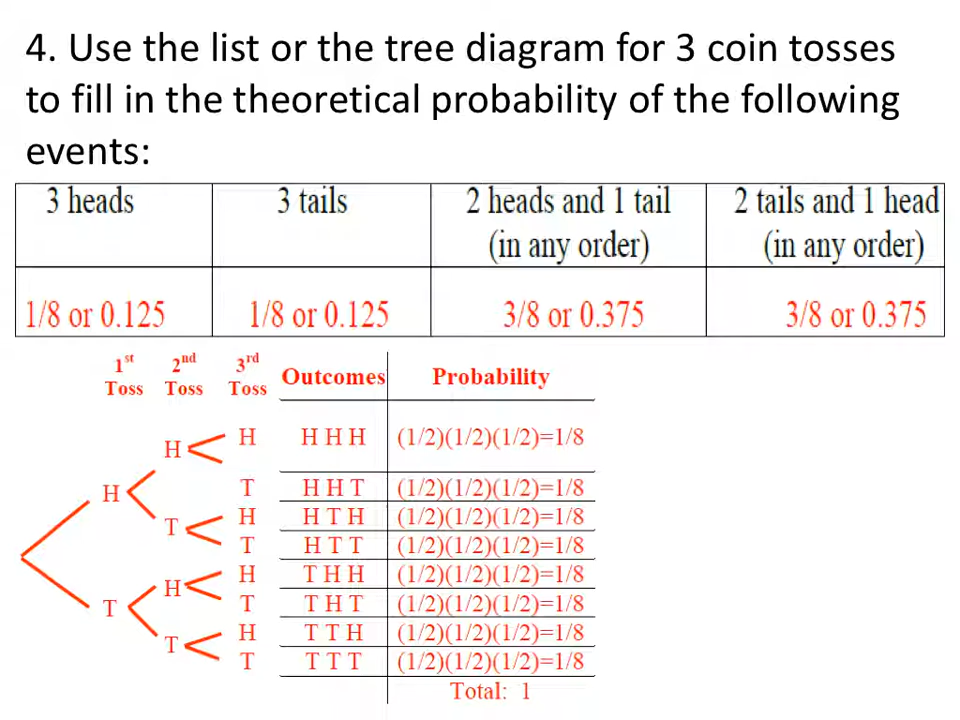 4. Use the list or the tree diagram for 3 coin tosses
to fill in the theoretical probability of the following
events:
3 heads 3 tails 2 heads and 1 tail 2 tails and 1 head
(in any order) (in any order)
1/8 or 0.125 1/8 or 0.125 3/8 or 0.375 3/8 or 0.375
1st 2nd 3rd
Toss Toss Toss Outcomes Probability
H H H H H (1/2)(1/2)(1/2)=1/8
H T H H T (1/2)(1/2)(1/2)=1/8
T H H T H (1/2)(1/2)(1/2)=1/8
T H T T (1/2)(1/2)(1/2)=1/8
H H T H H (1/2)(1/2)(1/2)=1/8
T T T H T (1/2)(1/2)(1/2)=1/8
T H T T H (1/2)(1/2)(1/2)=1/8
T T T T (1/2)(1/2)(1/2)=1/8
Total: 1